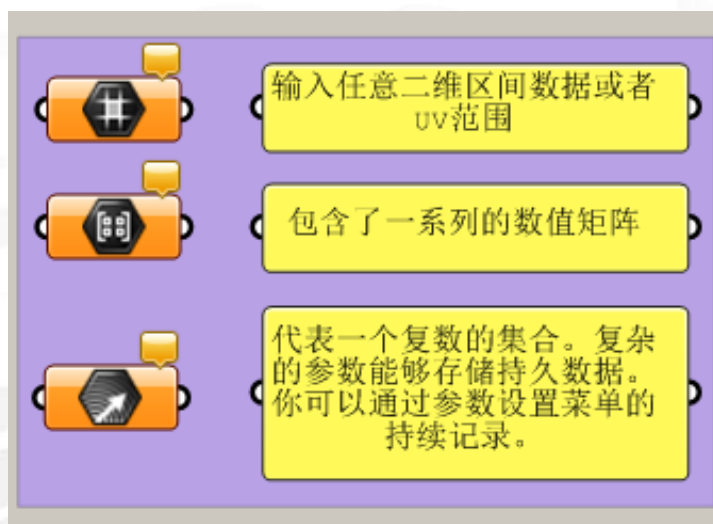 输入任意二维区间数据或者
UV范围
包含了一系列的数值矩阵
代表一个复数的集合。复杂
的参数能够存储持久数据。
你可以通过参数设置菜单的
持续记录。